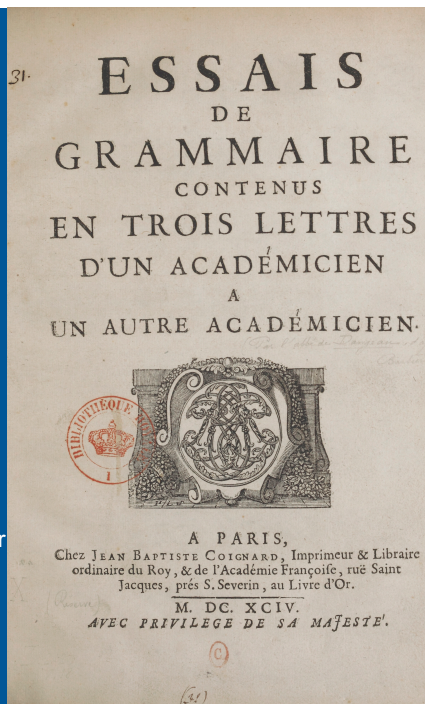 31.
ESSAIS
DE
GRAMMAIRE
CONTENUS
EN TROIS LETTRES
D'UN ACADÉMICIEN
A
UN AUTRE ACADÉMICIEN.
BIBLIOTHEQUE
A PARIS,
Chez JEAN BAPTISTE COIGNARD, Imprimeur & Libraire
ordinaire du Roy, & de l'Académie Françoise, ruë Saint
Jacques, prés S. Severin, au Livre d'Or.
M. DC. XCIV.
AVEC PRIVILEGE DE SA MAJESTE'.
C
r